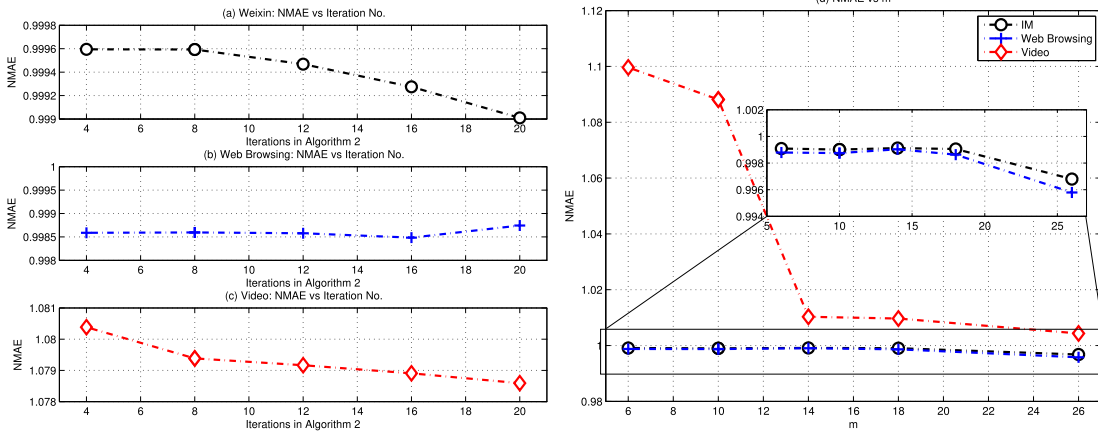 (a) Weixin: NMAE vs Iteration No.
0.9998
0.9996
0.9994
0.9992
0.999
NMAE
4 6 8 10 12 14 16 18 20
Iterations in Algorithm 2
(b) Web Browsing: NMAE vs Iteration No.
1
0.9995
0.999
0.9985
0.998
NMAE
4 6 8 10 12 14 16 18 20
Iterations in Algorithm 2
(c) Video: NMAE vs Iteration No.
1.081
1.08
1.079
1.078
NMAE
4 6 8 10 12 14 16 18 20
Iterations in Algorithm 2
(d) NMAE vs m
1.12
1.1
1.08
1.06
1.04
1.02
1
0.98
NMAE
6 8 10 12 14 16 18 20 22 24 26
m
IM
Web Browsing
Video
1.002
1
0.998
0.996
0.994
5 10 15 20 25